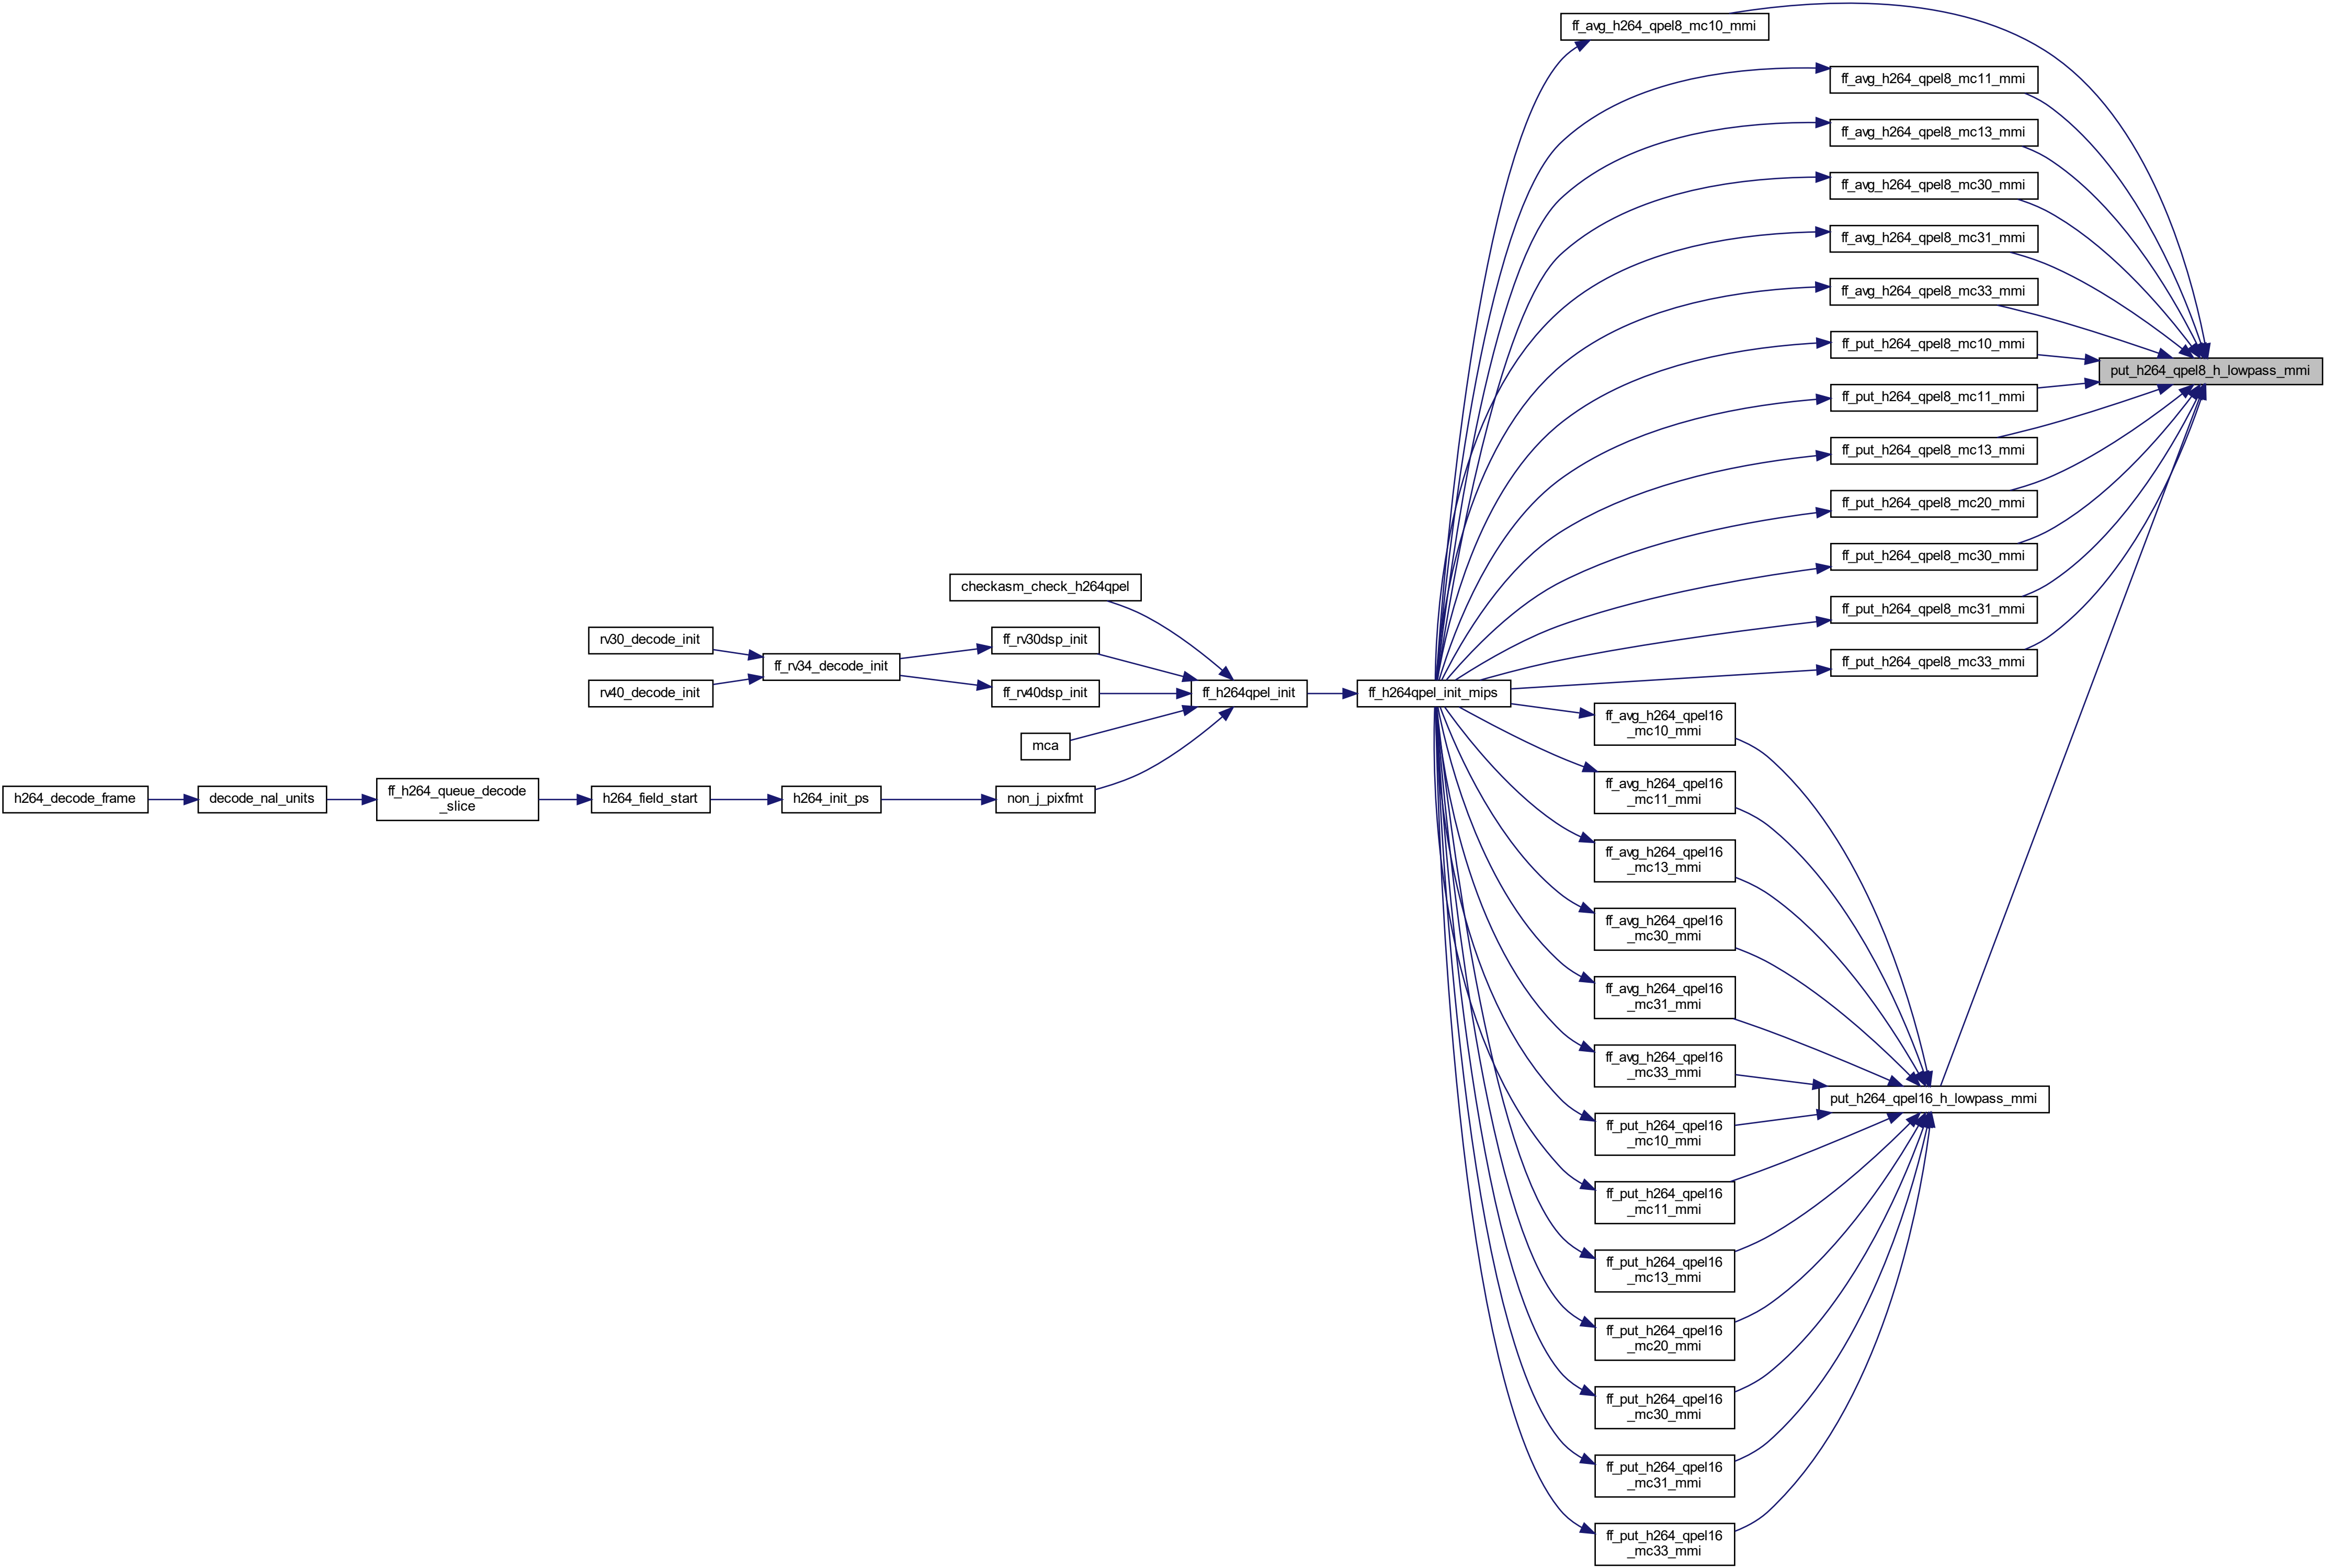 ff_avg_h264_qpel8_mc10_mmi
ff_avg_h264_qpel8_mc11_mmi
ff_avg_h264_qpel8_mc13_mmi
ff_avg_h264_qpel8_mc30_mmi
ff_avg_h264_qpel8_mc31_mmi
ff_avg_h264_qpel8_mc33_mmi
ff_put_h264_qpel8_mc10_mmi
put_h264_qpel8_h_lowpass_mmi
ff_put_h264_qpel8_mc11_mmi
ff_put_h264_qpel8_mc13_mmi
ff_put_h264_qpel8_mc20_mmi
ff_put_h264_qpel8_mc30_mmi
ff_put_h264_qpel8_mc31_mmi
ff_put_h264_qpel8_mc33_mmi
checkasm_check_h264qpel
rv30_decode_init
ff_rv30dsp_init
ff_rv34_decode_init
rv40_decode_init
ff_rv40dsp_init
ff_h264qpel_init
ff_h264qpel_init_mips
mca
h264_decode_frame
decode_nal_units
ff_h264_queue_decode
_slice
h264_field_start
h264_init_ps
non_j_pixfmt
ff_avg_h264_qpel16
_mc10_mmi
ff_avg_h264_qpel16
_mc11_mmi
ff_avg_h264_qpel16
_mc13_mmi
ff_avg_h264_qpel16
_mc30_mmi
ff_avg_h264_qpel16
_mc31_mmi
ff_avg_h264_qpel16
_mc33_mmi
put_h264_qpel16_h_lowpass_mmi
ff_put_h264_qpel16
_mc10_mmi
ff_put_h264_qpel16
_mc11_mmi
ff_put_h264_qpel16
_mc13_mmi
ff_put_h264_qpel16
_mc20_mmi
ff_put_h264_qpel16
_mc30_mmi
ff_put_h264_qpel16
_mc31_mmi
ff_put_h264_qpel16
_mc33_mmi